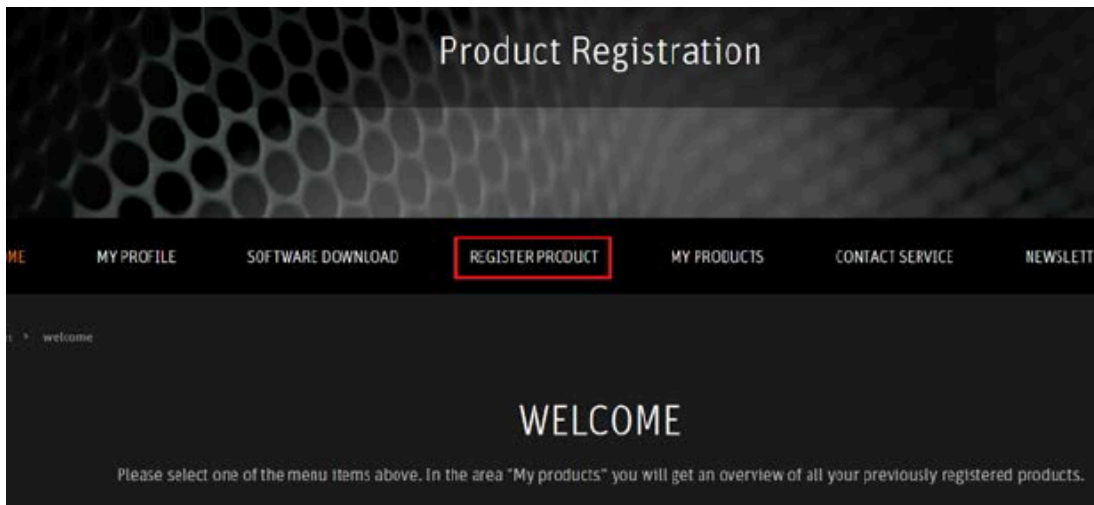 Product Registration
ME MY PROFILE SOFTWARE DOWNLOAD REGISTER PRODUCT MY PRODUCTS CONTACT SERVICE NEWSLETT
> welcome
WELCOME
Please select one of the menu items above. In the area "My products" you will get an overview of all your previously registered products.